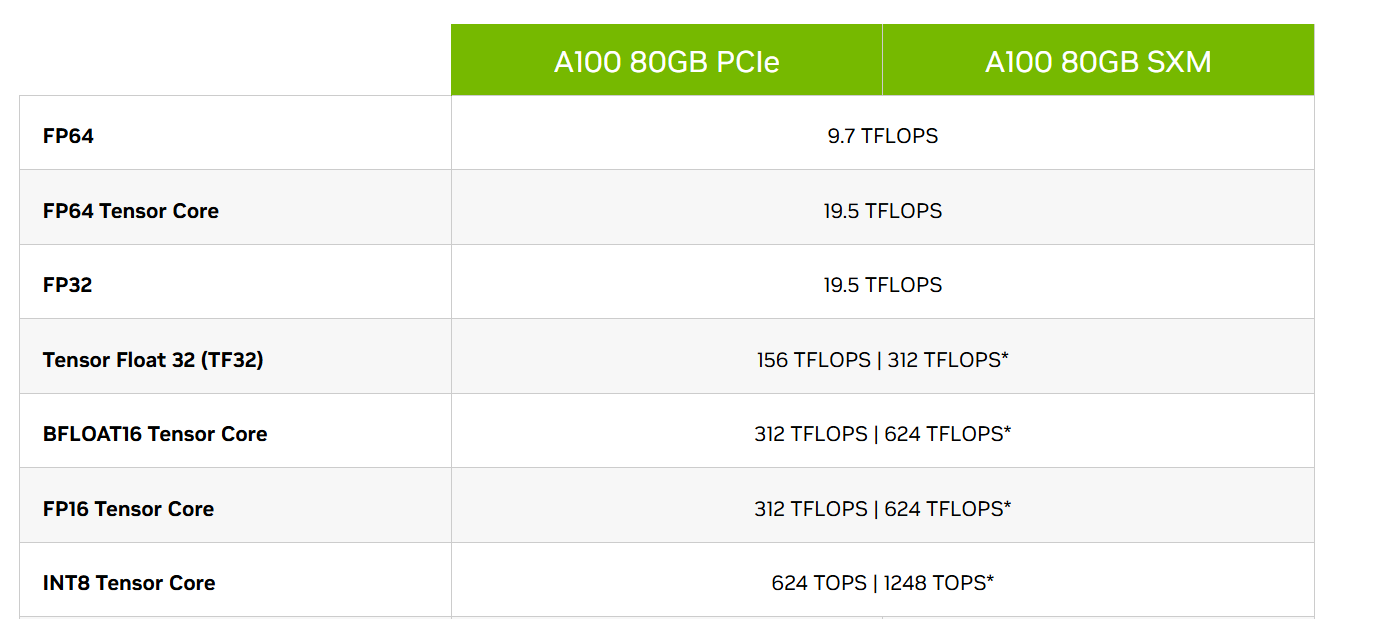 A100 80GB PCIe A100 80GB SXM
FP64 9.7 TFLOPS
FP64 Tensor Core 19.5 TFLOPS
FP32 19.5 TFLOPS
Tensor Float 32 (TF32) 156 TFLOPS | 312 TFLOPS*
BFLOAT16 Tensor Core 312 TFLOPS | 624 TFLOPS*
FP16 Tensor Core 312 TFLOPS | 624 TFLOPS*
INT8 Tensor Core 624 TOPS | 1248 TOPS*